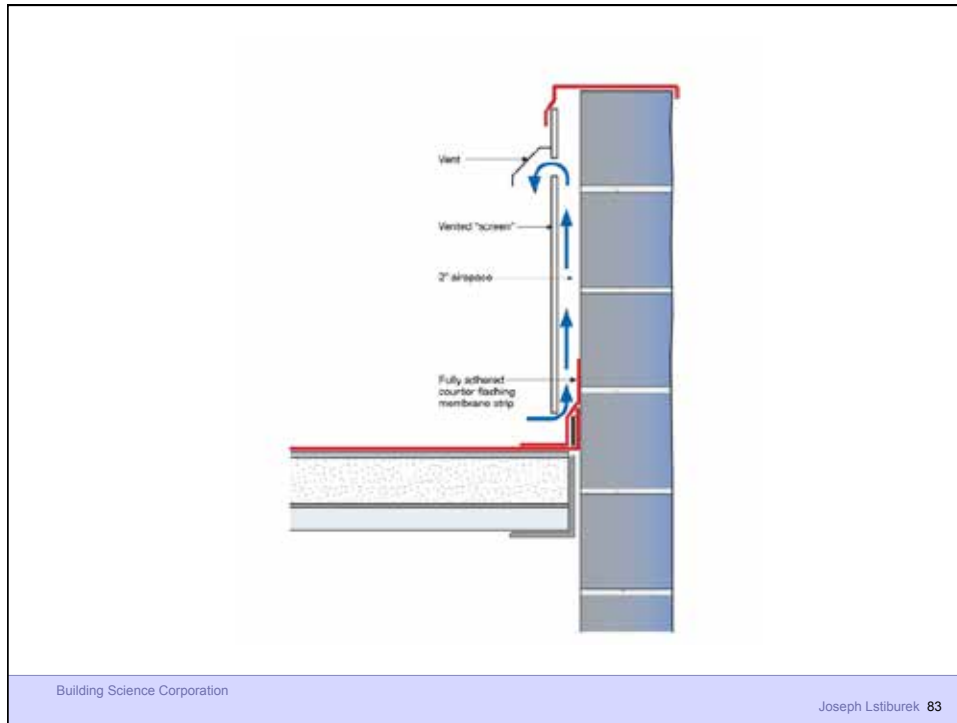 Vent
Vented "screen"
2" airspace
Fully adhered
counter flashing
membrane strip
Building Science Corporation
Joseph Lstiburek 83